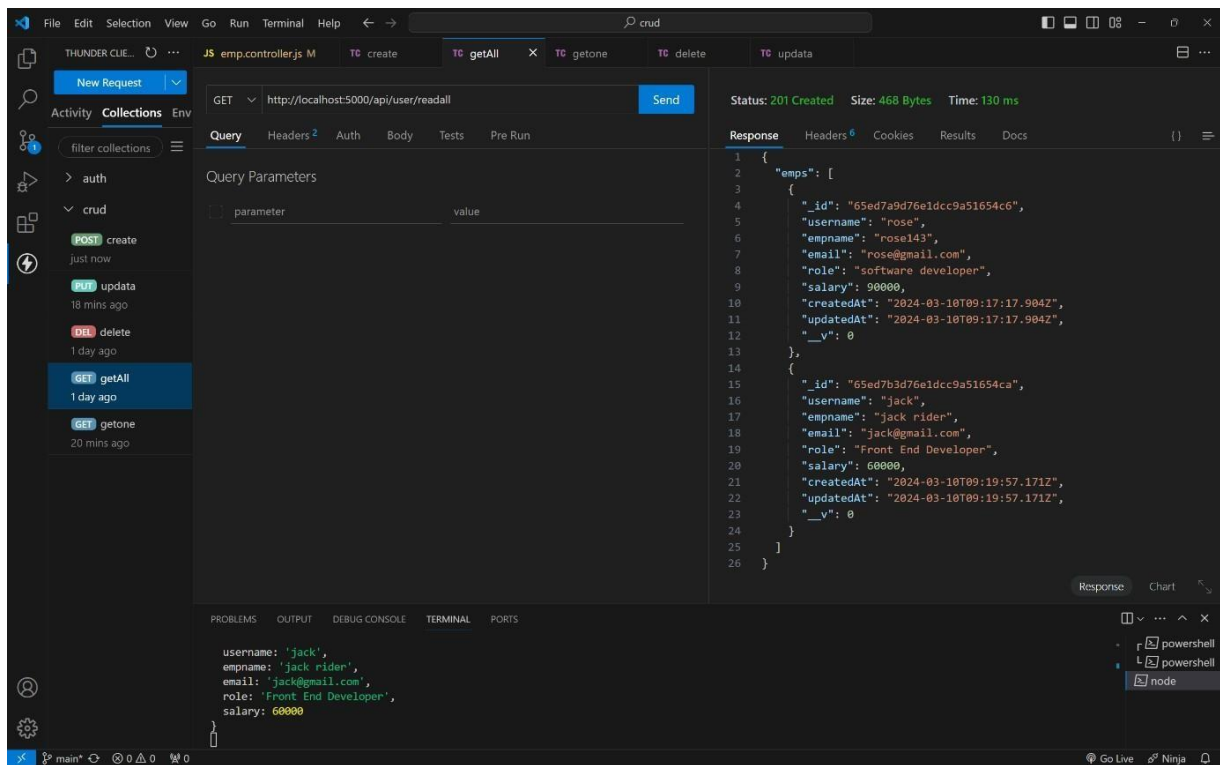 File Edit Selection View Go Run Terminal Help crud
THUNDER CLIE...
New Request
Activity Collections Env
filter collections
auth
crud
POST create
just now
PUT updata
18 mins ago
DEL delete
1 day ago
GET getAll
1 day ago
GET getone
20 mins ago
JS emp.controller.js M TC create TC getAll TC getone TC delete TC updata
GET http://localhost:5000/api/user/readall Send
Query Headers 2 Auth Body Tests Pre Run
Query Parameters
parameter value
Status: 201 Created Size: 468 Bytes Time: 130 ms
Response Headers 6 Cookies Results Docs {}
1 {
2 "emps": [
3 {
4 "_id": "65ed7a9d76e1dcc9a51654c6",
5 "username": "rose",
6 "empname": "rose143",
7 "email": "rose@gmail.com",
8 "role": "software developer",
9 "salary": 90000,
10 "createdAt": "2024-03-10T09:17:17.904Z",
11 "updatedAt": "2024-03-10T09:17:17.904Z",
12 "__v": 0
13 },
14 {
15 "_id": "65ed7b3d76e1dcc9a51654ca",
16 "username": "jack",
17 "empname": "jack rider",
18 "email": "jack@gmail.com",
19 "role": "Front End Developer",
20 "salary": 60000,
21 "createdAt": "2024-03-10T09:19:57.171Z",
22 "updatedAt": "2024-03-10T09:19:57.171Z",
23 "__v": 0
24 }
25 ]
26 }
Response Chart
PROBLEMS OUTPUT DEBUG CONSOLE TERMINAL PORTS
username: 'jack',
empname: 'jack rider',
email: 'jack@gmail.com',
role: 'Front End Developer',
salary: 60000
}
powershell
powershell
node
1
main* 0 0 0 Go Live Ninja